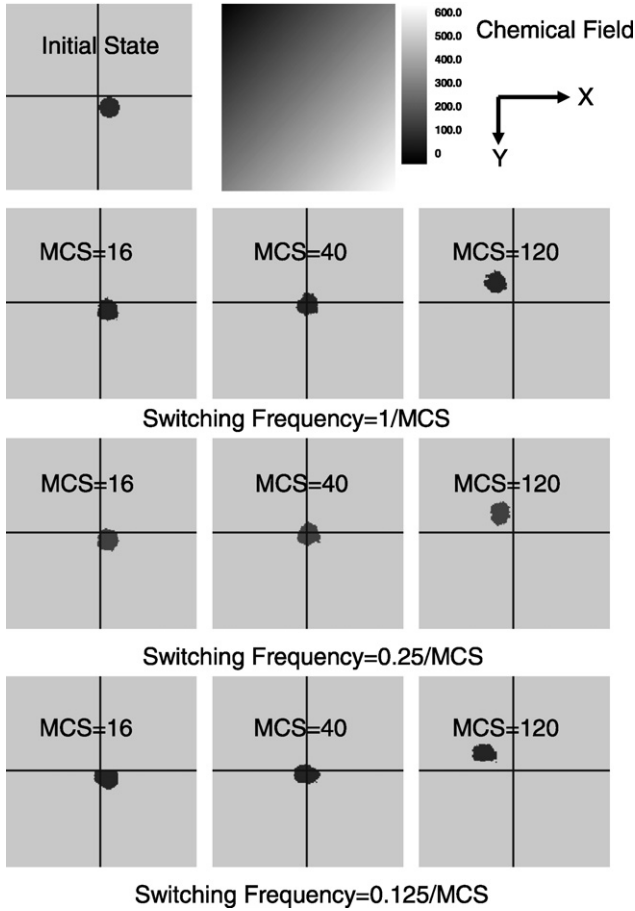 Initial State
600.0
500.0
400.0
300.0
200.0
100.0
0
Chemical Field
X
Y
MCS=16
MCS=40
MCS=120
Switching Frequency=1/MCS
MCS=16
MCS=40
MCS=120
Switching Frequency=0.25/MCS
MCS=16
MCS=40
MCS=120
Switching Frequency=0.125/MCS